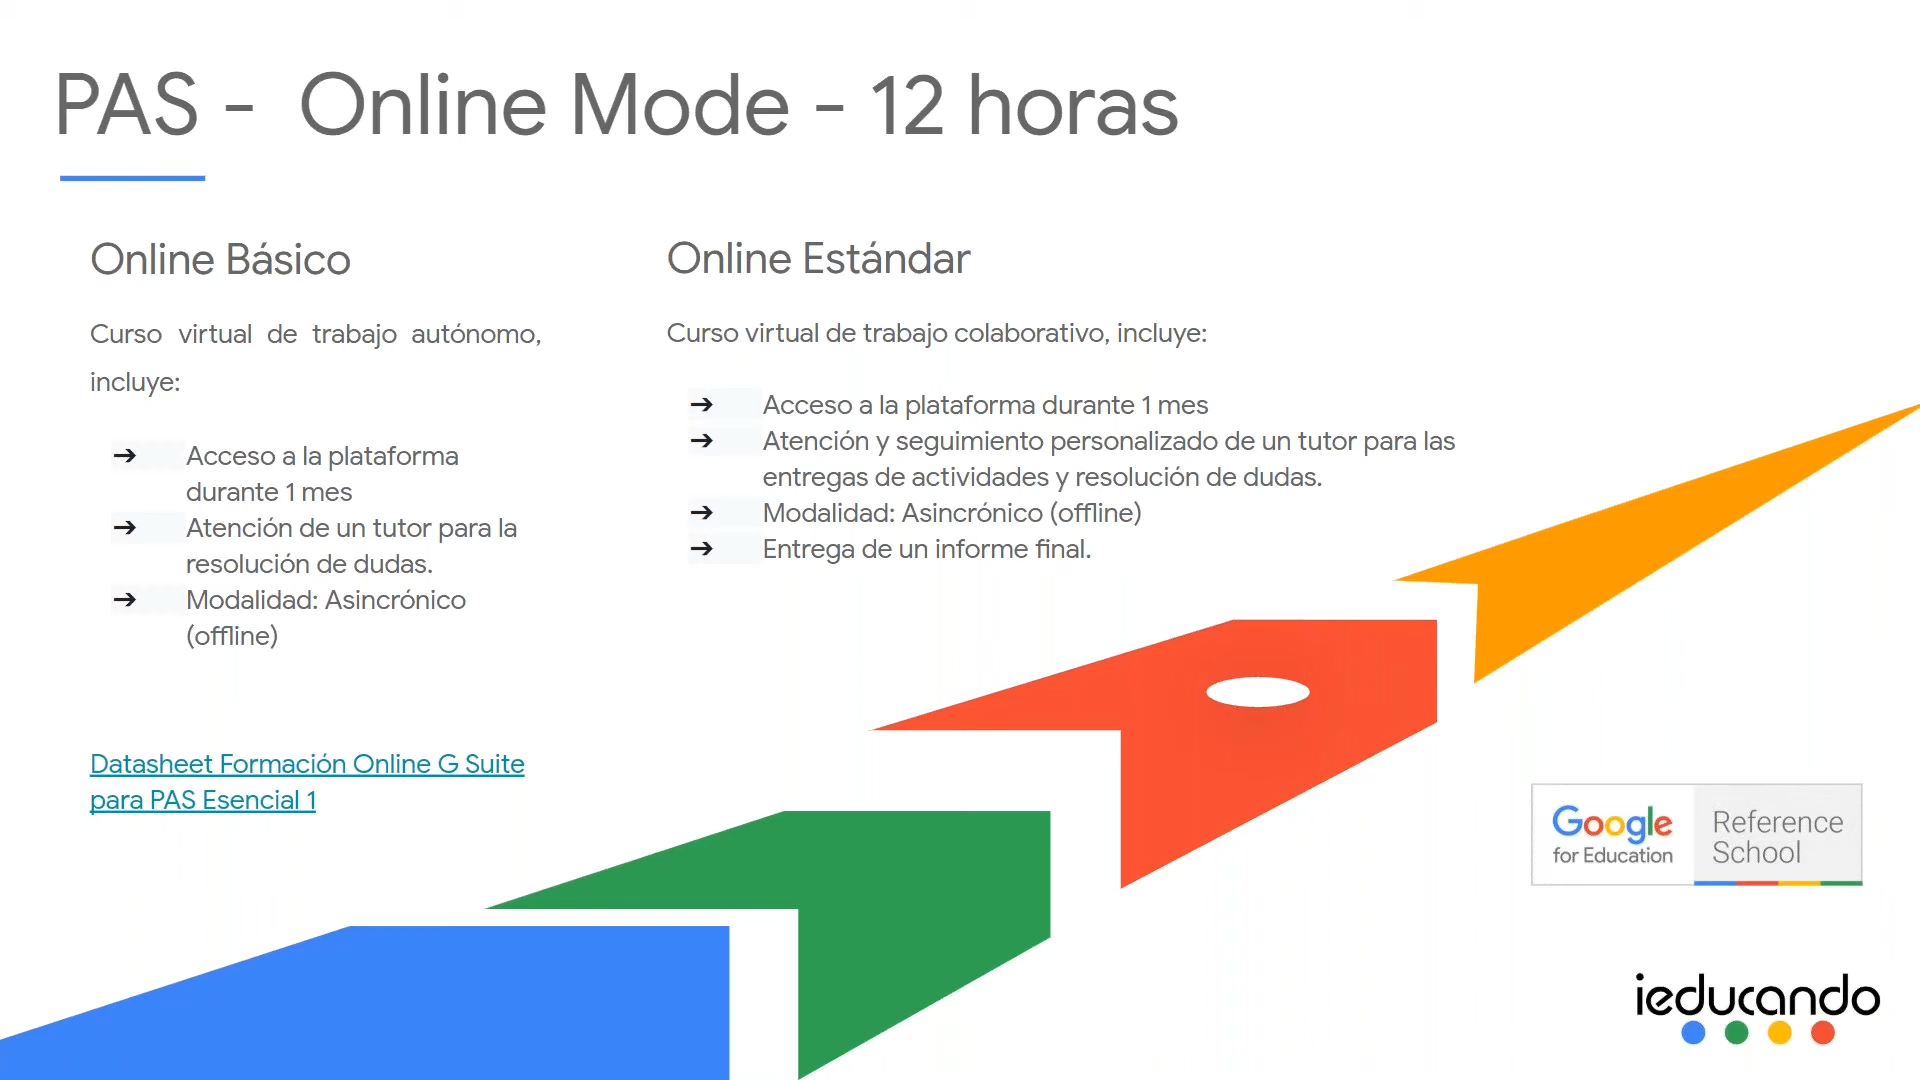 PAS - Online Mode - 12 horas
Online Básico
Curso virtual de trabajo autónomo,
incluye:
➔ Acceso a la plataforma
durante 1 mes
➔ Atención de un tutor para la
resolución de dudas.
➔ Modalidad: Asincrónico
(offline)
Datasheet Formación Online G Suite
para PAS Esencial 1
Online Estándar
Curso virtual de trabajo colaborativo, incluye:
➔ Acceso a la plataforma durante 1 mes
➔ Atención y seguimiento personalizado de un tutor para las
entregas de actividades y resolución de dudas.
➔ Modalidad: Asincrónico (offline)
➔ Entrega de un informe final.
Google
for Education
Reference
School
ieducando